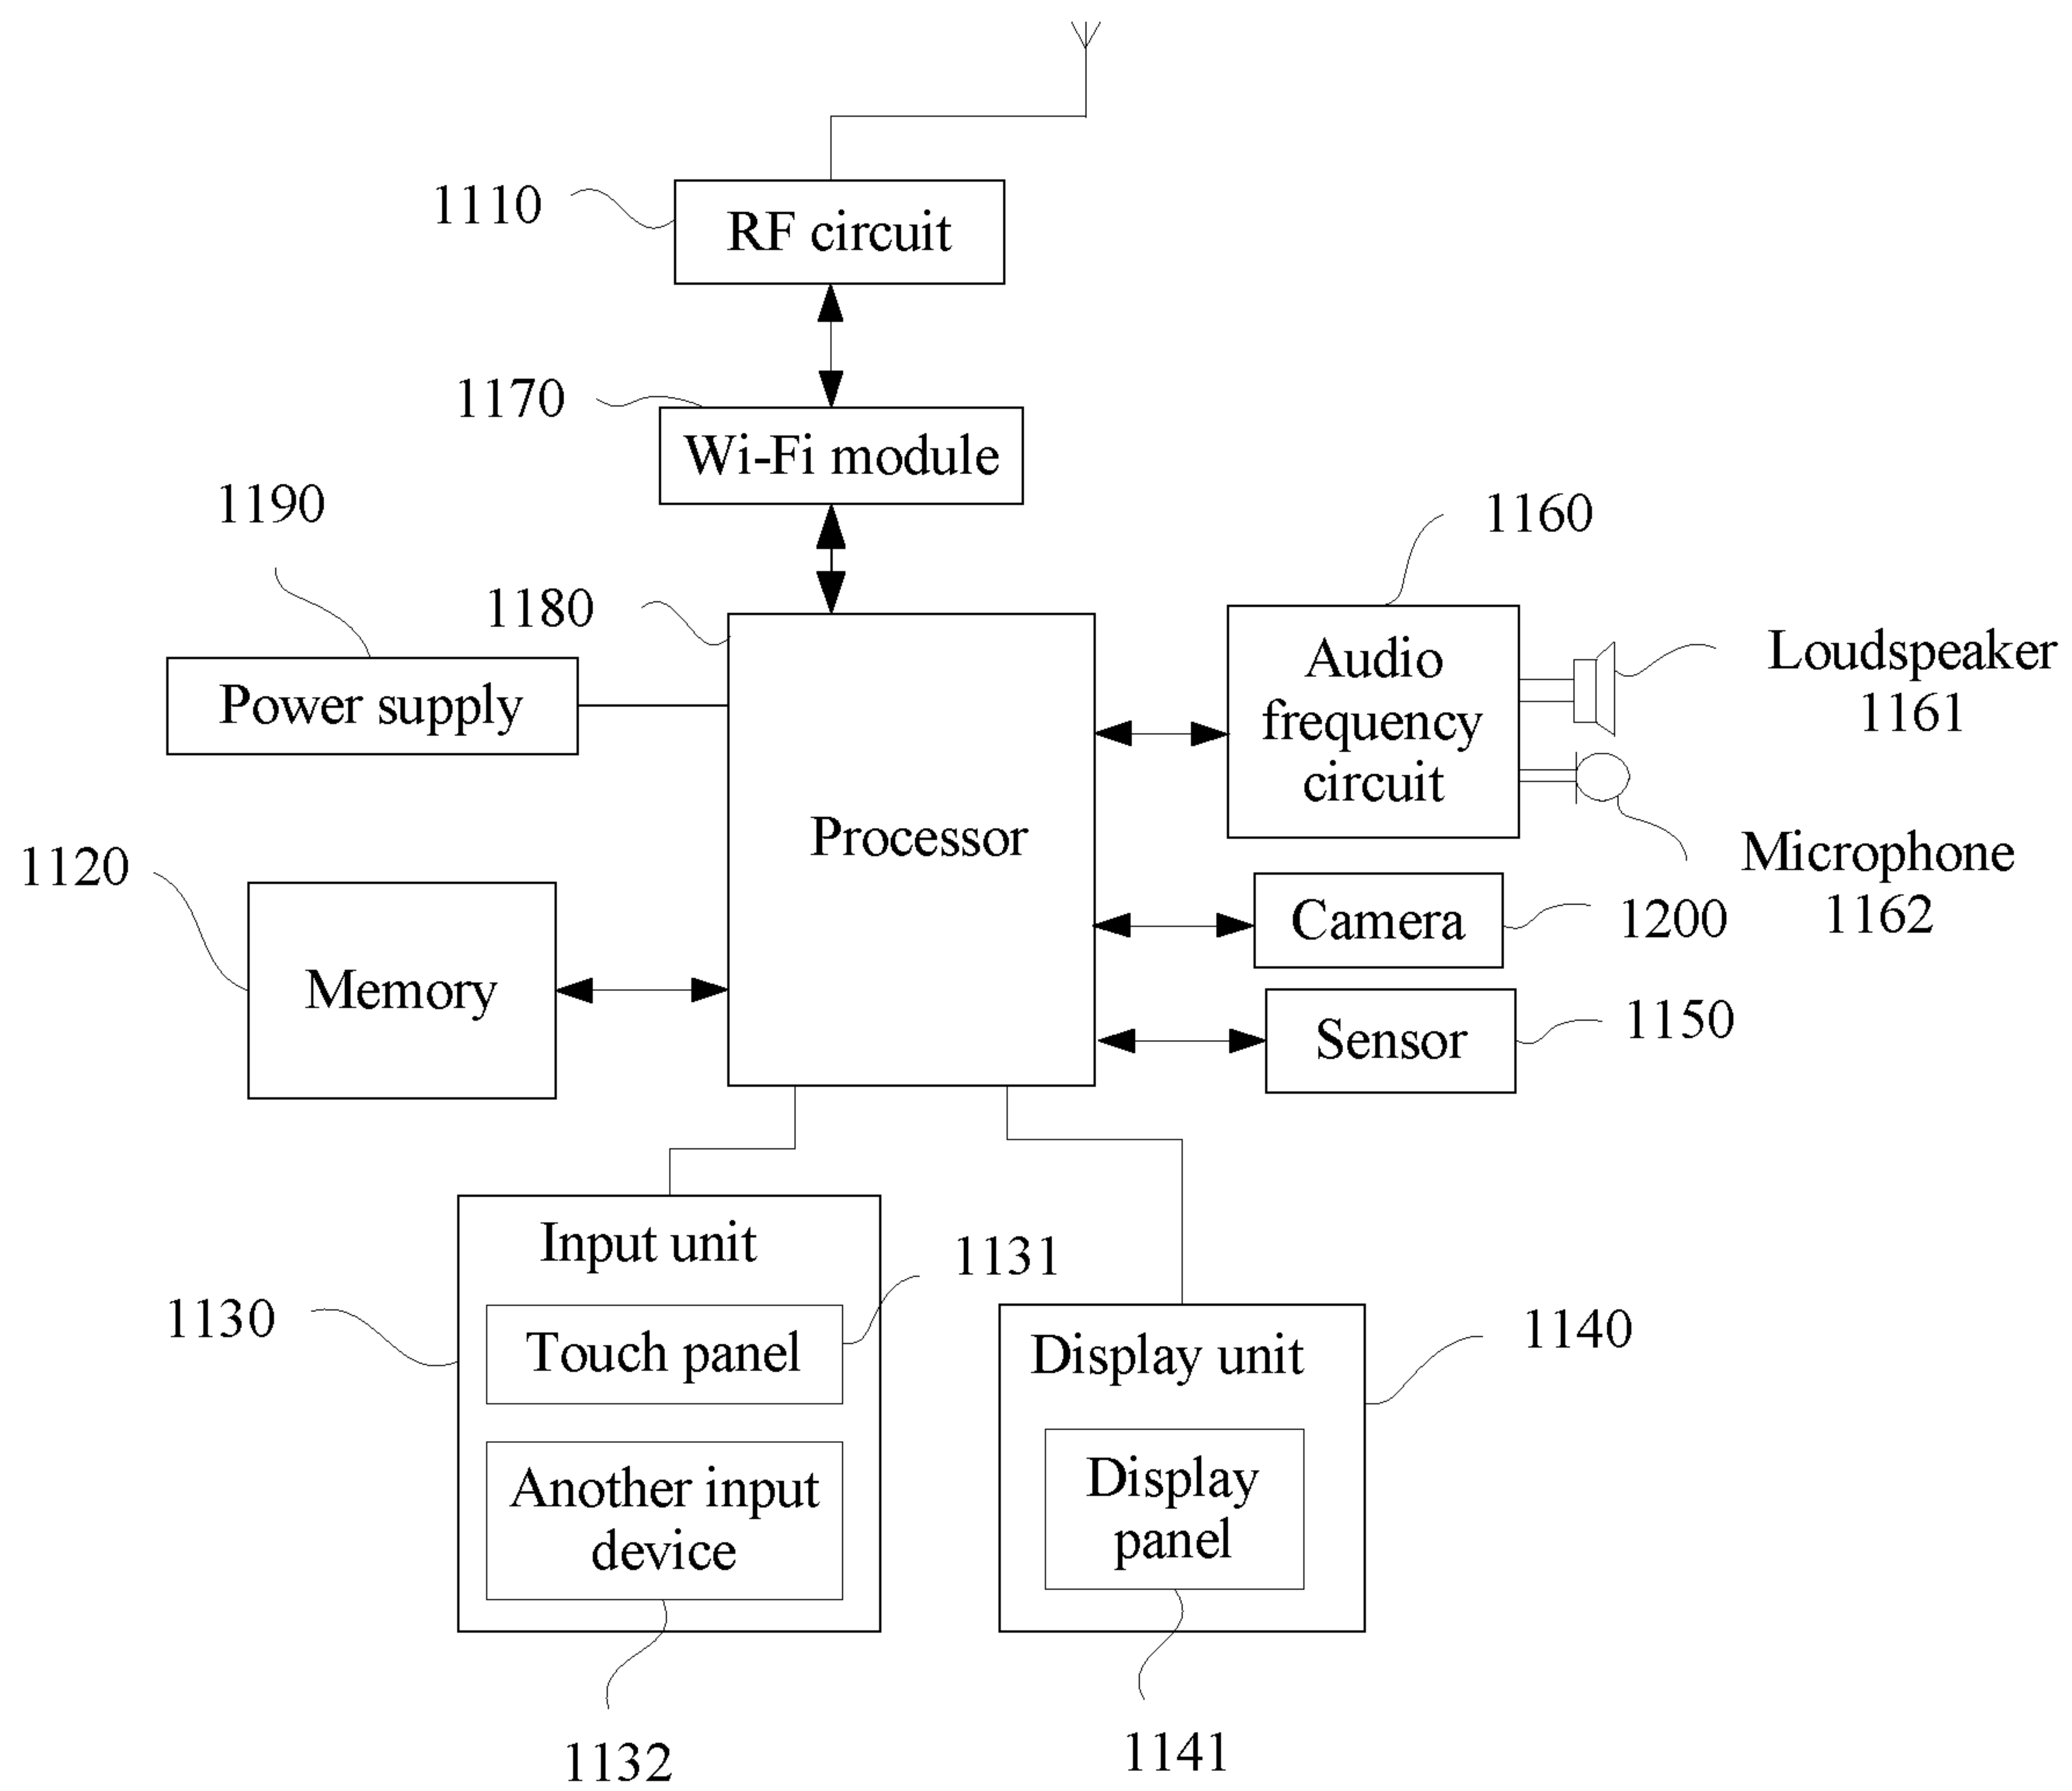 1110
RF circuit
1170
Wi-Fi module
1190
1160
1180
Power supply
Audio
frequency
circuit
Loudspeaker
1161
Processor
Microphone
1162
1120
Memory
Camera
1200
Sensor
1150
Input unit
1131
1130
Touch panel
Another input
device
1132
Display unit
1140
Display
panel
1141